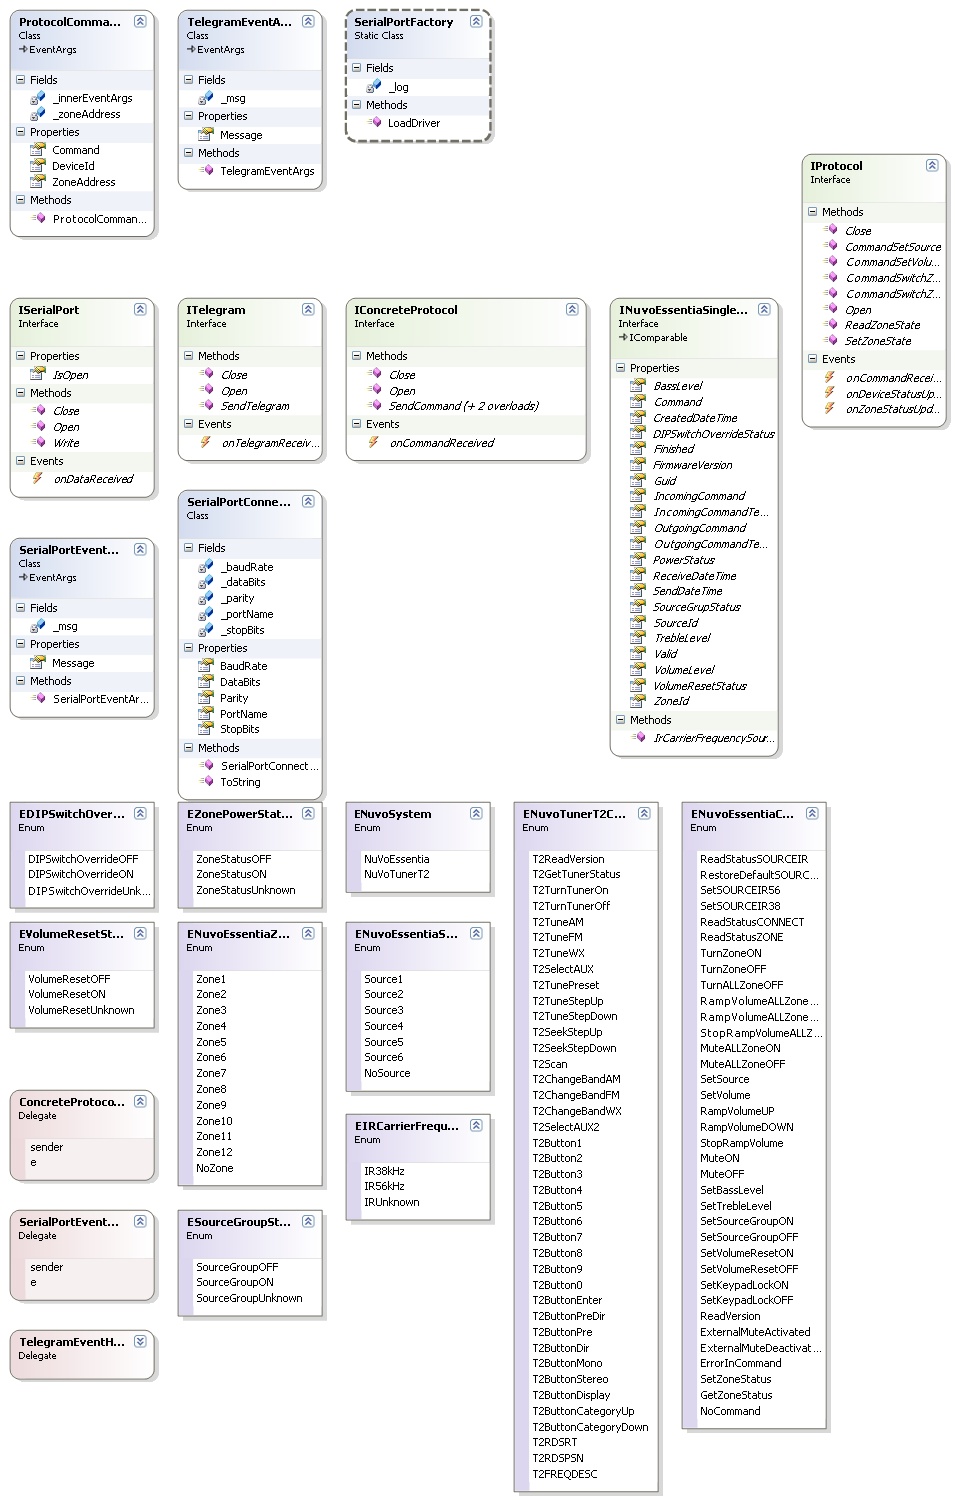 ProtocolComma...
Class
EventArgs
Fields
_innerEventArgs
_zoneAddress
Properties
Command
DeviceId
ZoneAddress
Methods
ProtocolComman...
TelegramEventA...
Class
EventArgs
Fields
_msg
Properties
Message
Methods
TelegramEventArgs
SerialPortFactory
Static Class
Fields
_log
Methods
LoadDriver
IProtocol
Interface
Methods
Close
CommandSetSource
CommandSetVolu...
CommandSwitchZ...
CommandSwitchZ...
Open
ReadZoneState
SetZoneState
Events
onCommandRecei...
onDeviceStatusUp...
onZoneStatusUpd...
ISerialPort
Interface
Properties
IsOpen
Methods
Close
Open
Write
Events
onDataReceived
ITelegram
Interface
Methods
Close
Open
SendTelegram
Events
onTelegramReceiv...
IConcreteProtocol
Interface
Methods
Close
Open
SendCommand (+ 2 overloads)
Events
onCommandReceived
INuvoEssentiaSingle...
Interface
IComparable
Properties
BassLevel
Command
CreatedDateTime
DIPSwitchOverrideStatus
Finished
FirmwareVersion
Guid
IncomingCommand
IncomingCommandTe...
OutgoingCommand
OutgoingCommandTe...
PowerStatus
ReceiveDateTime
SendDateTime
SourceGrupStatus
SourceId
TrebleLevel
Valid
VolumeLevel
VolumeResetStatus
ZoneId
Methods
IrCarrierFrequencySour...
SerialPortEvent...
Class
EventArgs
Fields
_msg
Properties
Message
Methods
SerialPortEventAr...
SerialPortConne...
Class
Fields
_baudRate
_dataBits
_parity
_portName
_stopBits
Properties
BaudRate
DataBits
Parity
PortName
StopBits
Methods
SerialPortConnect...
ToString
EDIPSwitchOver...
Enum
DIPSwitchOverrideOFF
DIPSwitchOverrideON
DIPSwitchOverrideUnk...
EZonePowerStat...
Enum
ZoneStatusOFF
ZoneStatusON
ZoneStatusUnknown
ENuvoSystem
Enum
NuVoEssentia
NuVoTunerT2
ENuvoTunerT2C...
Enum
T2ReadVersion
T2GetTunerStatus
T2TurnTunerOn
T2TurnTunerOff
T2TuneAM
T2TuneFM
T2TuneWX
T2SelectAUX
T2TunePreset
T2TuneStepUp
T2TuneStepDown
T2SeekStepUp
T2SeekStepDown
T2Scan
T2ChangeBandAM
T2ChangeBandFM
T2ChangeBandWX
T2SelectAUX2
T2Button1
T2Button2
T2Button3
T2Button4
T2Button5
T2Button6
T2Button7
T2Button8
T2Button9
T2Button0
T2ButtonEnter
T2ButtonPreDir
T2ButtonPre
T2ButtonDir
T2ButtonMono
T2ButtonStereo
T2ButtonDisplay
T2ButtonCategoryUp
T2ButtonCategoryDown
T2RDSRT
T2RDSPSN
T2FREQDESC
ENuvoEssentiaC...
Enum
ReadStatusSOURCEIR
RestoreDefaultSOURC...
SetSOURCEIR56
SetSOURCEIR38
ReadStatusCONNECT
ReadStatusZONE
TurnZoneON
TurnZoneOFF
TurnALLZoneOFF
RampVolumeALLZone...
RampVolumeALLZone...
StopRampVolumeALLZ...
MuteALLZoneON
MuteALLZoneOFF
SetSource
SetVolume
RampVolumeUP
RampVolumeDOWN
StopRampVolume
MuteON
MuteOFF
SetBassLevel
SetTrebleLevel
SetSourceGroupON
SetSourceGroupOFF
SetVolumeResetON
SetVolumeResetOFF
SetKeypadLockON
SetKeypadLockOFF
ReadVersion
ExternalMuteActivated
ExternalMuteDeactivat...
ErrorInCommand
SetZoneStatus
GetZoneStatus
NoCommand
EVolumeResetSt...
Enum
VolumeResetOFF
VolumeResetON
VolumeResetUnknown
ENuvoEssentiaZ...
Enum
Zone1
Zone2
Zone3
Zone4
Zone5
Zone6
Zone7
Zone8
Zone9
Zone10
Zone11
Zone12
NoZone
ENuvoEssentiaS...
Enum
Source1
Source2
Source3
Source4
Source5
Source6
NoSource
ConcreteProtoco...
Delegate
sender
e
EIRCarrierFrequ...
Enum
IR38kHz
IR56kHz
IRUnknown
SerialPortEvent...
Delegate
sender
e
ESourceGroupSt...
Enum
SourceGroupOFF
SourceGroupON
SourceGroupUnknown
TelegramEventH...
Delegate